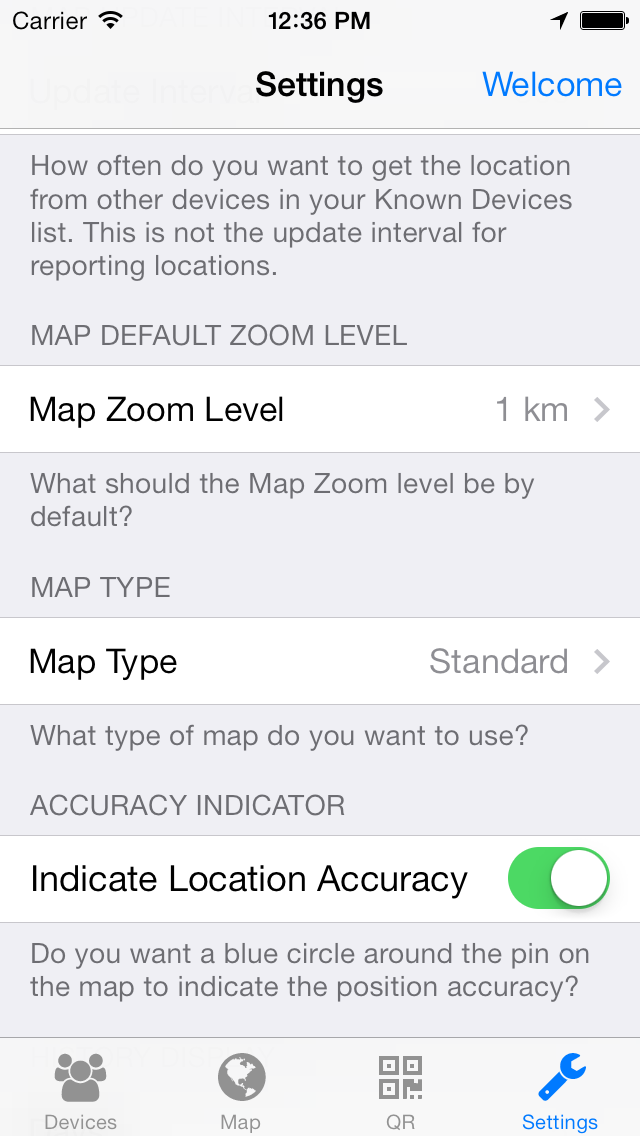 Carrier 12:36 PM
Update Interval
Settings Welcome
How often do you want to get the location
from other devices in your Known Devices
list. This is not the update interval for
reporting locations.
MAP DEFAULT ZOOM LEVEL
Map Zoom Level 1 km
What should the Map Zoom level be by
default?
MAP TYPE
Map Type Standard
What type of map do you want to use?
ACCURACY INDICATOR
Indicate Location Accuracy
Do you want a blue circle around the pin on
the map to indicate the position accuracy?
Devices Map QR Settings